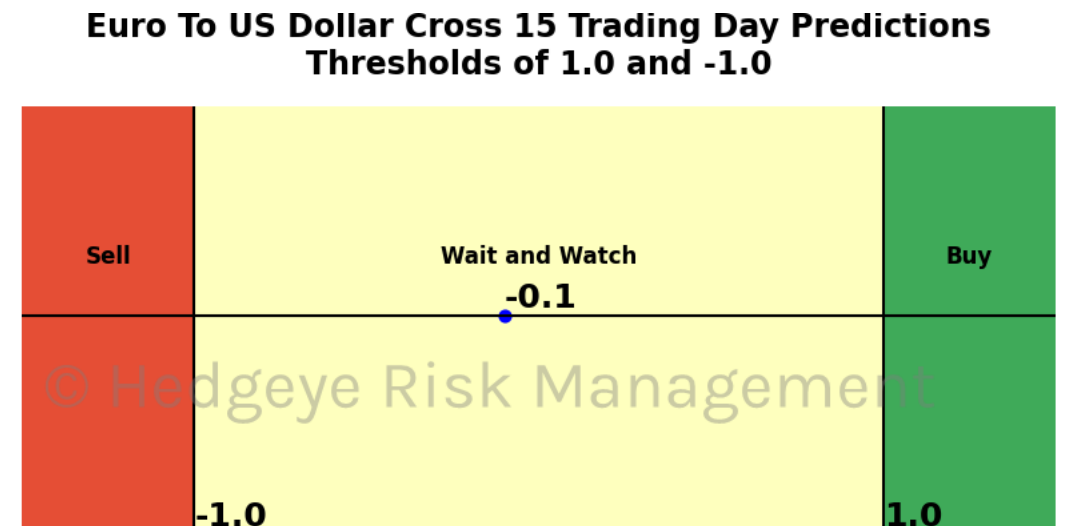 Euro To US Dollar Cross 15 Trading Day Predictions
Thresholds of 1.0 and -1.0
Sell
Wait and Watch
Buy
-0.1
© Hedgeye Risk Management
-1.0
1.0